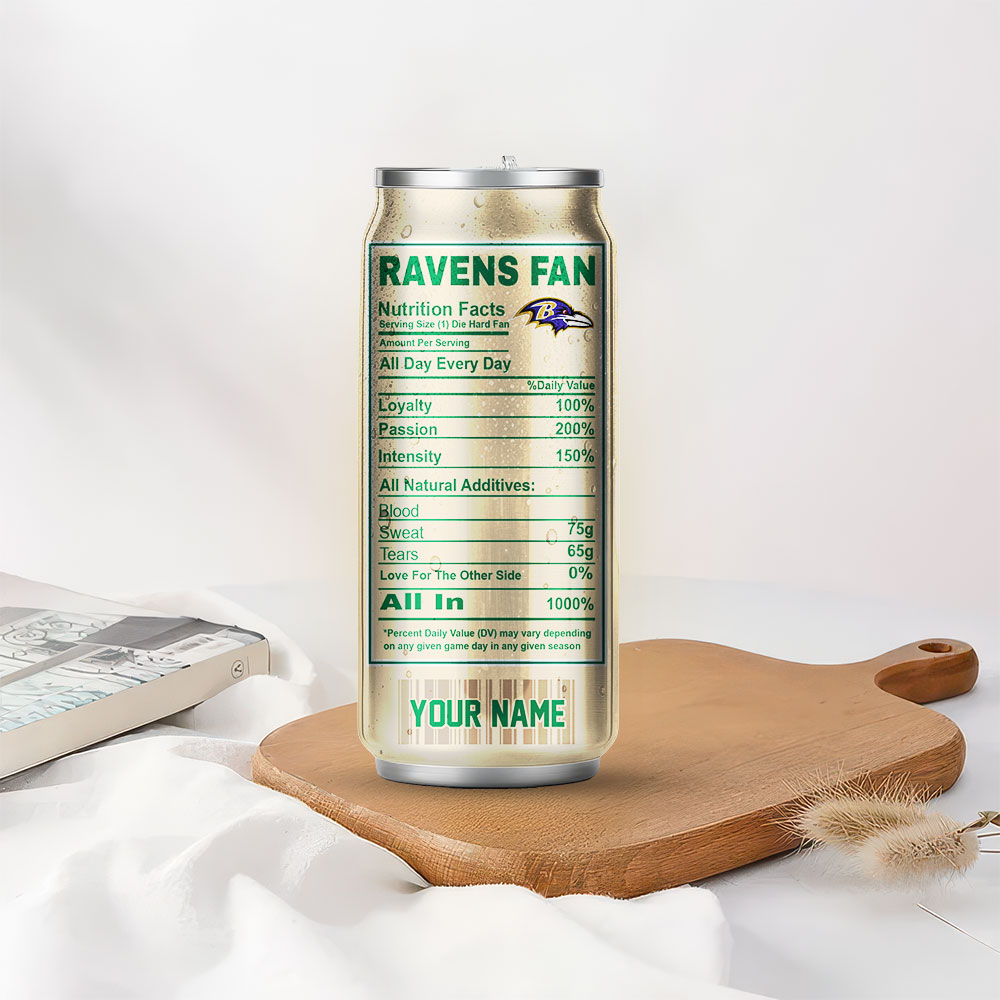 RAVENS FAN
Nutrition Facts
Serving Size (1) Die Hard Fan
B
Amount Per Serving
All Day Every Day
%Daily Value
Loyalty 100%
Passion 200%
Intensity 150%
All Natural Additives:
Blood
Sweat 75g
Tears 65g
Love For The Other Side 0%
All In 1000%
*Percent Daily Value (DV) may vary depending
on any given game day in any given season
YOUR NAME